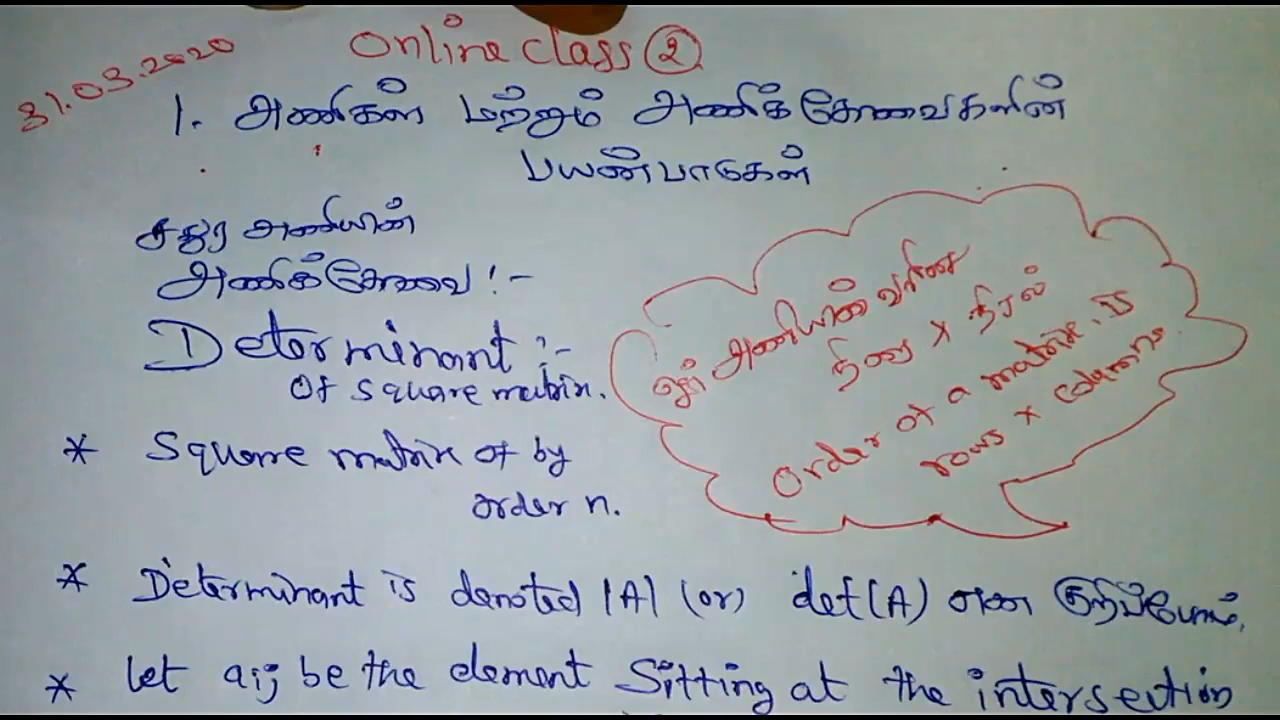 31.03.2020
Online Class ②
1. அணிகள் மற்றும் அணிக்கோவைகளின்
பயன்பாடுகள்
சதுர அணியின்
அணிக்கோவை :-
Determinant :-
Of square matrix.
ஓர் அணியின் வரிசை
நிரை × நிரல்
Order of a matrix is
rows × columns
* Square matrix of by
order n.
* Determinant is denoted |A| (or) det(A) என குறிப்போம்.
* Let aij be the element Sitting at the intersection